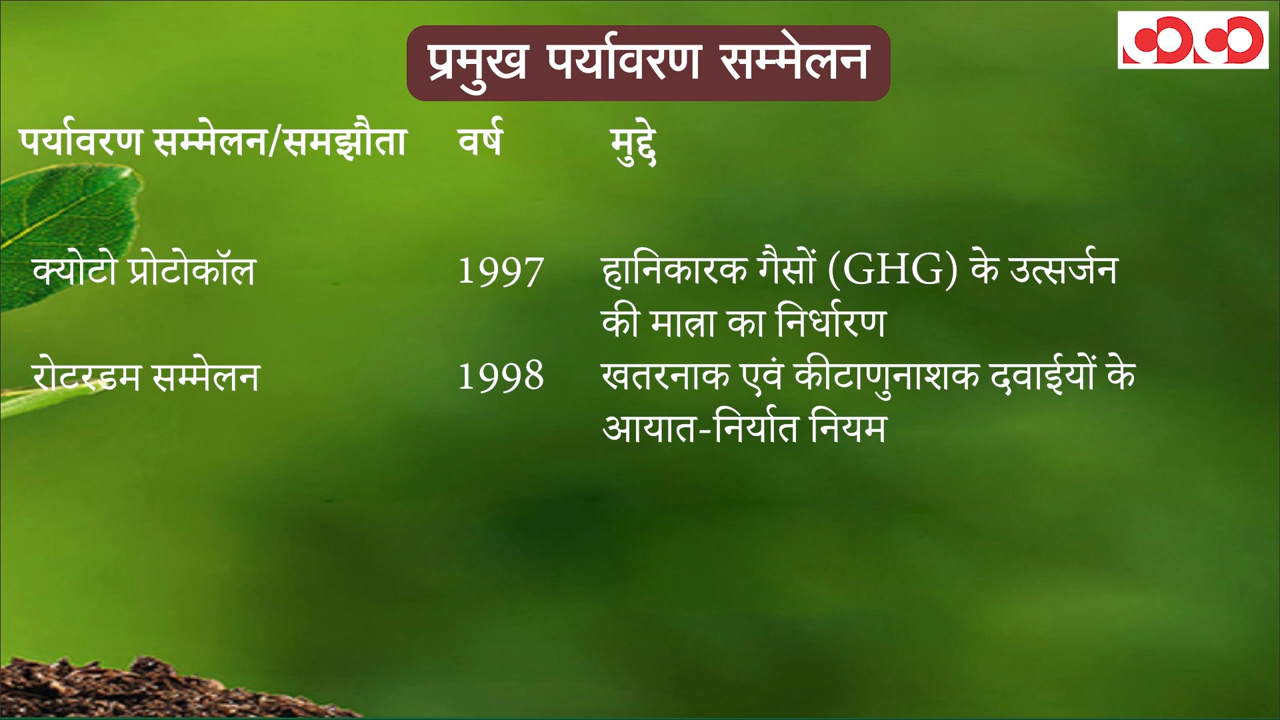 प्रमुख पर्यावरण सम्मेलन
पर्यावरण सम्मेलन/समझौता वर्ष मुद्दे
क्योटो प्रोटोकॉल 1997 हानिकारक गैसों (GHG) के उत्सर्जन
की मात्रा का निर्धारण
रोटरडम सम्मेलन 1998 खतरनाक एवं कीटाणुनाशक दवाईयों के
आयात-निर्यात नियम